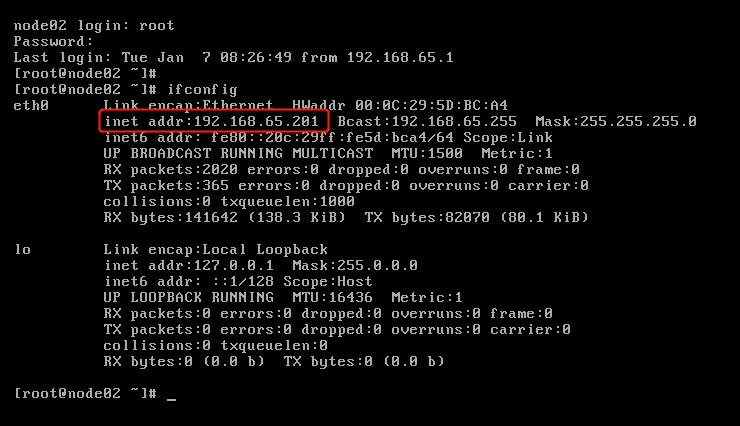 node02 login: root
Password:
Last login: Tue Jan  7 08:26:49 from 192.168.65.1
[root@node02 ~]#
[root@node02 ~]# ifconfig
eth0      Link encap:Ethernet  HWaddr 00:0C:29:5D:BC:A4
          inet addr:192.168.65.201  Bcast:192.168.65.255  Mask:255.255.255.0
          inet6 addr: fe80::20c:29ff:fe5d:bca4/64 Scope:Link
          UP BROADCAST RUNNING MULTICAST  MTU:1500  Metric:1
          RX packets:2020 errors:0 dropped:0 overruns:0 frame:0
          TX packets:365 errors:0 dropped:0 overruns:0 carrier:0
          collisions:0 txqueuelen:1000
          RX bytes:141642 (138.3 KiB)  TX bytes:82070 (80.1 KiB)
lo        Link encap:Local Loopback
          inet addr:127.0.0.1  Mask:255.0.0.0
          inet6 addr: ::1/128 Scope:Host
          UP LOOPBACK RUNNING  MTU:16436  Metric:1
          RX packets:0 errors:0 dropped:0 overruns:0 frame:0
          TX packets:0 errors:0 dropped:0 overruns:0 carrier:0
          collisions:0 txqueuelen:0
          RX bytes:0 (0.0 b)  TX bytes:0 (0.0 b)
[root@node02 ~]# _